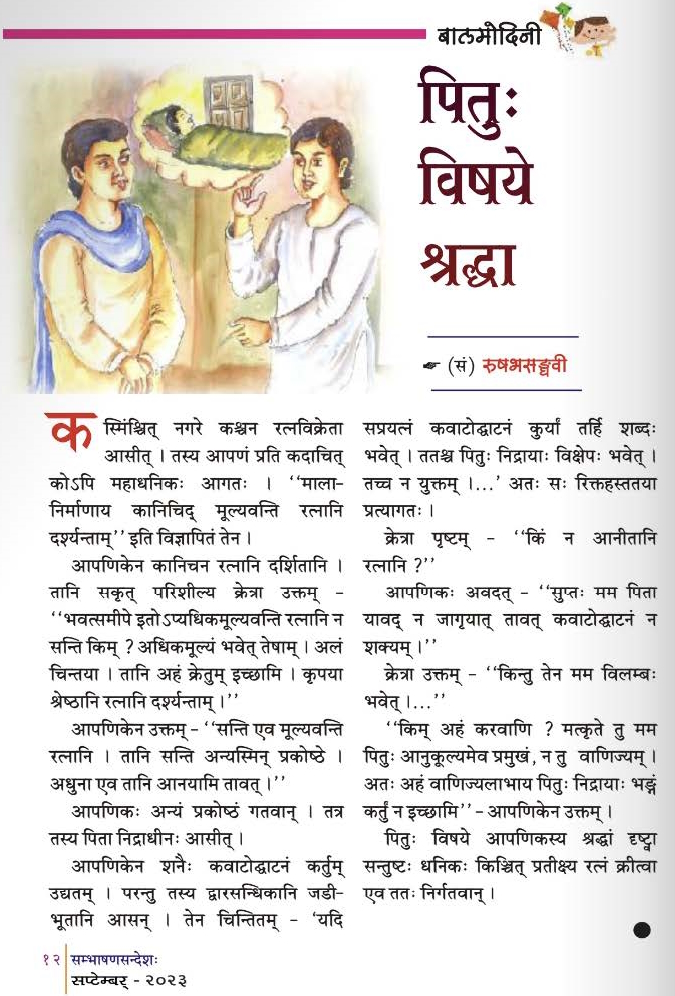 बालमोदिनी
पितुः
विषये
श्रद्धा
☛ (सं) रुषभसङ्घवी
कस्मिंश्चित् नगरे कश्चन रत्नविक्रेता
आसीत् । तस्य आपणं प्रति कदाचित्
कोऽपि महाधनिकः आगतः । “माला-
निर्माणाय कानिचिद् मूल्यवन्ति रत्नानि
दर्श्यन्ताम्” इति विज्ञापितं तेन ।
आपणिकेन कानिचन रत्नानि दर्शितानि ।
तानि सकृत् परिशील्य क्रेत्रा उक्तम् –
“भवत्समीपे इतोऽप्यधिकमूल्यवन्ति रत्नानि न
सन्ति किम् ? अधिकमूल्यं भवेत् तेषाम् । अलं
चिन्तया । तानि अहं क्रेतुम् इच्छामि । कृपया
श्रेष्ठानि रत्नानि दर्श्यन्ताम् ।”
आपणिकेन उक्तम् – “सन्ति एव मूल्यवन्ति
रत्नानि । तानि सन्ति अन्यस्मिन् प्रकोष्ठे ।
अधुना एव तानि आनयामि तावत् ।”
आपणिकः अन्यं प्रकोष्ठं गतवान् । तत्र
तस्य पिता निद्राधीनः आसीत् ।
आपणिकेन शनैः कवाटोद्घाटनं कर्तुम्
उद्यतम् । परन्तु तस्य द्वारसन्धिकानि जडी-
भूतानि आसन् । तेन चिन्तितम् – ‘यदि
सप्रयत्नं कवाटोद्घाटनं कुर्यां तर्हि शब्दः
भवेत् । ततश्च पितुः निद्रायाः विक्षेपः भवेत् ।
तच्च न युक्तम् ।...’ अतः सः रिक्तहस्ततया
प्रत्यागतः ।
क्रेत्रा पृष्टम् – “किं न आनीतानि
रत्नानि ?”
आपणिकः अवदत् – “सुप्तः मम पिता
यावद् न जागृयात् तावत् कवाटोद्घाटनं न
शक्यम् ।”
क्रेत्रा उक्तम् – “किन्तु तेन मम विलम्बः
भवेत् ।...”
“किम् अहं करवाणि ? मत्कृते तु मम
पितुः आनुकूल्यमेव प्रमुखं, न तु वाणिज्यम् ।
अतः अहं वाणिज्यलाभाय पितुः निद्रायाः भङ्गं
कर्तुं न इच्छामि” – आपणिकेन उक्तम् ।
पितुः विषये आपणिकस्य श्रद्धां दृष्ट्वा
सन्तुष्टः धनिकः किञ्चित् प्रतीक्ष्य रत्नं क्रीत्वा
एव ततः निर्गतवान् ।
१२ सम्भाषणसन्देशः
सप्टेम्बर् - २०२३